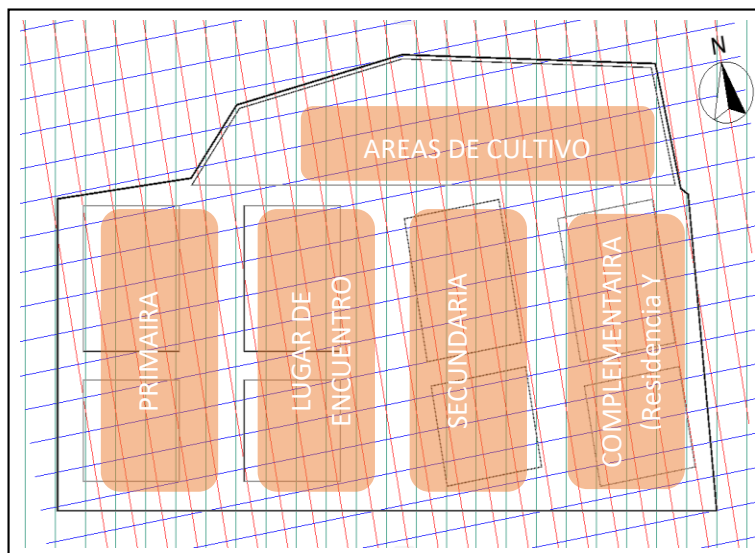 N
AREAS DE CULTIVO
PRIMAIRA
LUGAR DE
ENCUENTRO
SECUNDARIA
COMPLEMENTAIRA
(Residencia Y